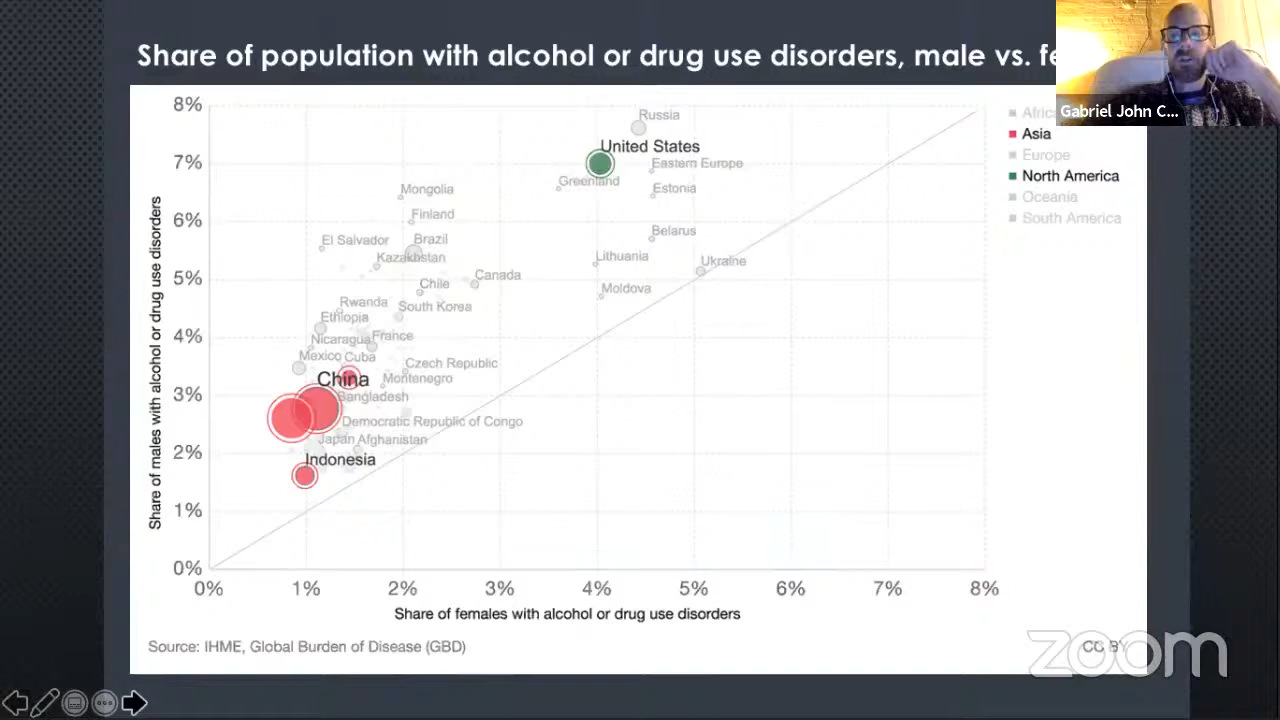 Share of population with alcohol or drug use disorders, male vs.
Gabriel John C...
8%
7%
6%
5%
4%
3%
2%
1%
0%
Share of males with alcohol or drug use disorders
Russia
United States
Eastern Europe
Greenland
Estonia
Mongolia
Finland
Belarus
El Salvador
Brazil
Kazakhstan
Lithuania
Ukraine
Canada
Chile
Moldova
Rwanda
South Korea
Ethiopia
Nicaragua
France
Mexico
Cuba
Czech Republic
China
Montenegro
Bangladesh
Democratic Republic of Congo
Japan
Afghanistan
Indonesia
0%
1%
2%
3%
4%
5%
6%
7%
8%
Share of females with alcohol or drug use disorders
Asia
Europe
North America
Oceania
South America
Source: IHME, Global Burden of Disease (GBD)
CC BY
zoom